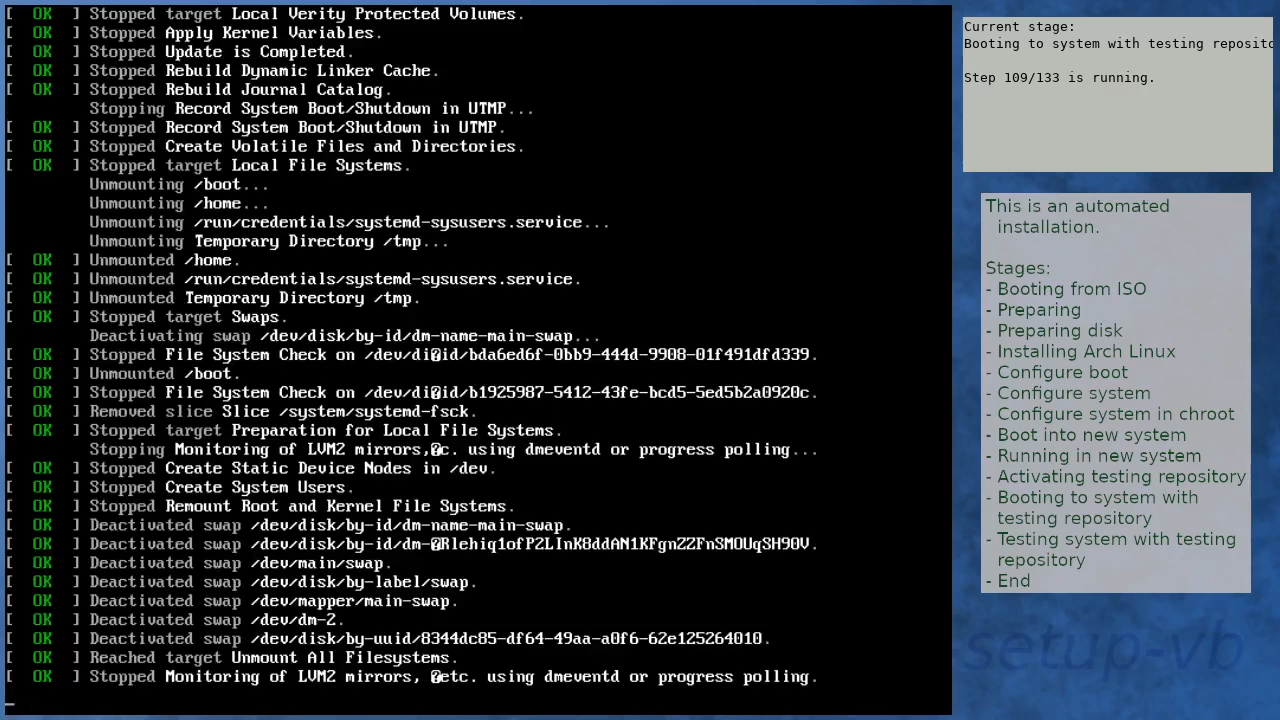 [  OK  ] Stopped target Local Verity Protected Volumes.
[  OK  ] Stopped Apply Kernel Variables.
[  OK  ] Stopped Update is Completed.
[  OK  ] Stopped Rebuild Dynamic Linker Cache.
[  OK  ] Stopped Rebuild Journal Catalog.
Stopping Record System Boot/Shutdown in UTMP...
[  OK  ] Stopped Record System Boot/Shutdown in UTMP.
[  OK  ] Stopped Create Volatile Files and Directories.
[  OK  ] Stopped target Local File Systems.
Unmounting /boot...
Unmounting /home...
Unmounting /run/credentials/systemd-sysusers.service...
Unmounting Temporary Directory /tmp...
[  OK  ] Unmounted /home.
[  OK  ] Unmounted /run/credentials/systemd-sysusers.service.
[  OK  ] Unmounted Temporary Directory /tmp.
[  OK  ] Stopped target Swaps.
Deactivating swap /dev/disk/by-id/dm-name-main-swap...
[  OK  ] Stopped File System Check on /dev/di�id/bda6ed6f-0bb9-444d-9908-01f491dfd339.
[  OK  ] Unmounted /boot.
[  OK  ] Stopped File System Check on /dev/di�id/b1925987-5412-43fe-bcd5-5ed5b2a0920c.
[  OK  ] Removed slice Slice /system/systemd-fsck.
[  OK  ] Stopped target Preparation for Local File Systems.
Stopping Monitoring of LVM2 mirrors,�c. using dmeventd or progress polling...
[  OK  ] Stopped Create Static Device Nodes in /dev.
[  OK  ] Stopped Create System Users.
[  OK  ] Stopped Remount Root and Kernel File Systems.
[  OK  ] Deactivated swap /dev/disk/by-id/dm-name-main-swap.
[  OK  ] Deactivated swap /dev/disk/by-id/dm-�Rlehiq1ofP2LInK8ddAN1KFgnZZFnSMOUqSH90V.
[  OK  ] Deactivated swap /dev/main/swap.
[  OK  ] Deactivated swap /dev/disk/by-label/swap.
[  OK  ] Deactivated swap /dev/mapper/main-swap.
[  OK  ] Deactivated swap /dev/dm-2.
[  OK  ] Deactivated swap /dev/disk/by-uuid/8344dc85-df64-49aa-a0f6-62e125264010.
[  OK  ] Reached target Unmount All Filesystems.
[  OK  ] Stopped Monitoring of LVM2 mirrors, �etc. using dmeventd or progress polling.
Current stage:
Booting to system with testing reposito
Step 109/133 is running.
This is an automated
installation.
Stages:
- Booting from ISO
- Preparing
- Preparing disk
- Installing Arch Linux
- Configure boot
- Configure system
- Configure system in chroot
- Boot into new system
- Running in new system
- Activating testing repository
- Booting to system with
testing repository
- Testing system with testing
repository
- End
-setup-vb